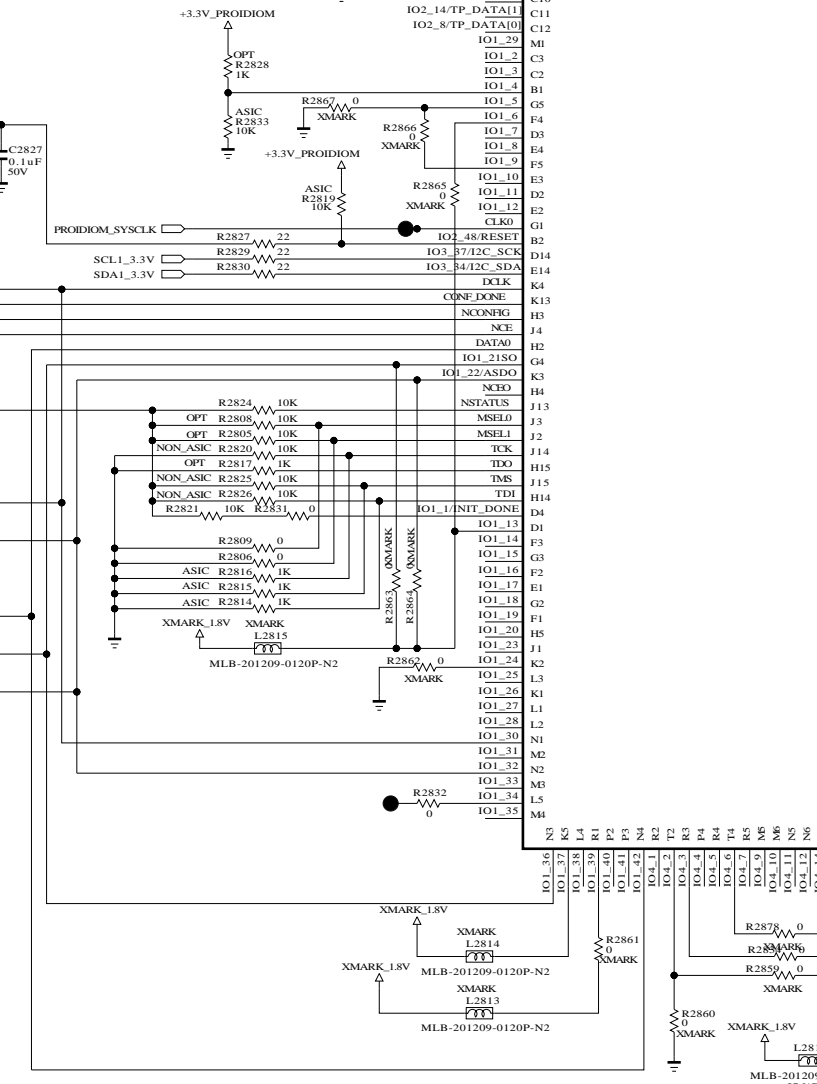 IO2_14/TP_DATA[1] C11
+3.3V_PROIDIOM
IO2_8/TP_DATA[0] C12
IO1_29 M1
OPT
R2828
1K
IO1_2 C3
IO1_3 C2
IO1_4 B1
ASIC
R2833
10K
R2867 0
XMARK
IO1_5 G5
IO1_6 F4
R2866
0
XMARK
IO1_7 D3
IO1_8 E4
IO1_9 F5
C2827
0.1uF
50V
+3.3V_PROIDIOM
IO1_10 E3
ASIC
R2819
10K
R2865
0
XMARK
IO1_11 D2
IO1_12 E2
PROIDIOM_SYSCLK
CLK0 G1
R2827 22
IO2_48/RESET B2
SCL1_3.3V
R2829 22
IO3_37/I2C_SCK D14
SDA1_3.3V
R2830 22
IO3_34/I2C_SDA E14
DCLK K4
CONF_DONE K13
NCONFIG H3
NCE J4
DATA0 H2
IO1_21SO G4
IO1_22/ASDO K3
NCEO H4
R2824 10K
NSTATUS J13
OPT R2808 10K
MSEL0 J3
OPT R2805 10K
MSEL1 J2
NON_ASIC R2820 10K
TCK J14
OPT R2817 1K
TDO H15
NON_ASIC R2825 10K
TMS J15
NON_ASIC R2826 10K
TDI H14
R2821 10K R2831 0
IO1_1/INIT_DONE D4
IO1_13 D1
R2809 0
IO1_14 F3
R2806 0
IO1_15 G3
ASIC R2816 1K
IO1_16 F2
ASIC R2815 1K
IO1_17 E1
ASIC R2814 1K
IO1_18 G2
R2863 0 XMARK
R2864 0 XMARK
IO1_19 F1
XMARK_1.8V
XMARK
L2815
MLB-201209-0120P-N2
IO1_20 H5
IO1_23 J1
R2862 0
XMARK
IO1_24 K2
IO1_25 L3
IO1_26 K1
IO1_27 L1
IO1_28 L2
IO1_30 N1
IO1_31 M2
IO1_32 N2
IO1_33 M3
R2832
0
IO1_34 L5
IO1_35 M4
N3 K5 L4 R1 P2 P3 N4 R2 T2 R3 P4 R4 T4 R5 M5 M6 N5 N6
IO1_36 IO1_37 IO1_38 IO1_39 IO1_40 IO1_41 IO1_42 IO4_1 IO4_2 IO4_3 IO4_4 IO4_5 IO4_6 IO4_7 IO4_9 IO4_10 IO4_11 IO4_12
XMARK_1.8V
XMARK
L2814
MLB-201209-0120P-N2
R2861
0
XMARK
R2878 0
XMARK
0
XMARK_1.8V
R2859 0
XMARK
XMARK
L2813
MLB-201209-0120P-N2
R2860
0
XMARK
XMARK_1.8V